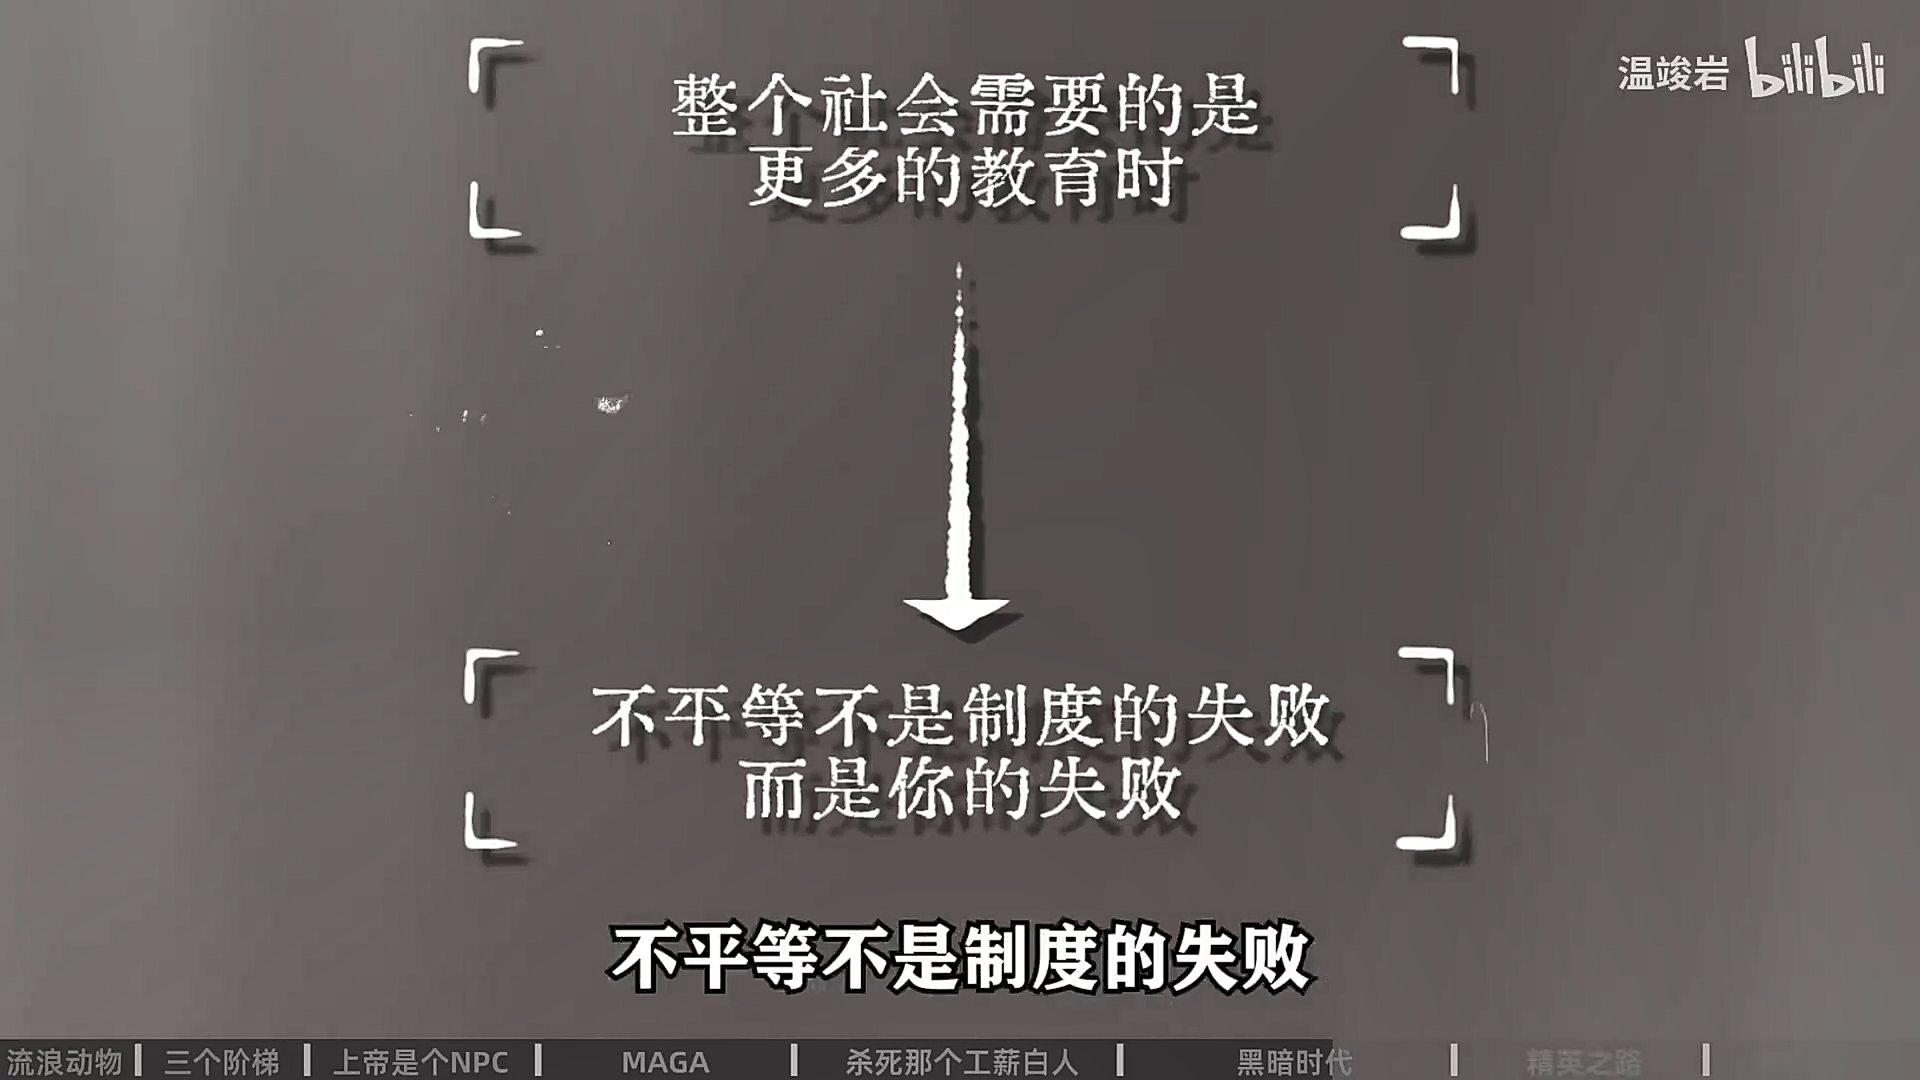 温竣岩 bilibili
整个社会需要的是
更多的教育时
不平等不是制度的失败
而是你的失败
不平等不是制度的失败
流浪动物 三个阶梯 上帝是个NPC MAGA 杀死那个工薪白人 黑暗时代 精英之路